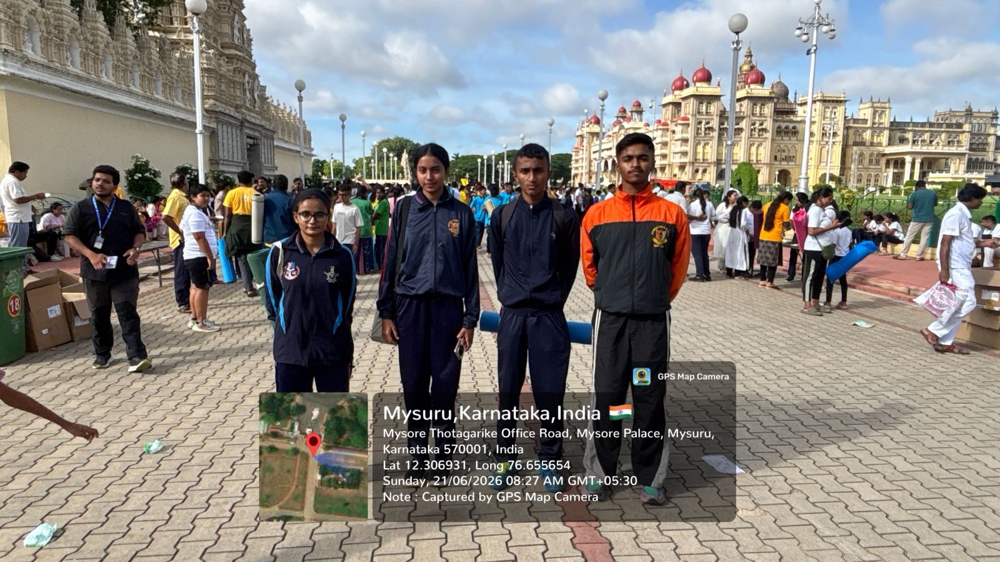 18
GPS Map Camera
Mysuru,Karnataka,India
Mysore Thotagarike Office Road, Mysore Palace, Mysuru,
Karnataka 570001, India
Lat 12.306931, Long 76.655654
Sunday, 21/06/2026 08:27 AM GMT+05:30
Note : Captured by GPS Map Camera